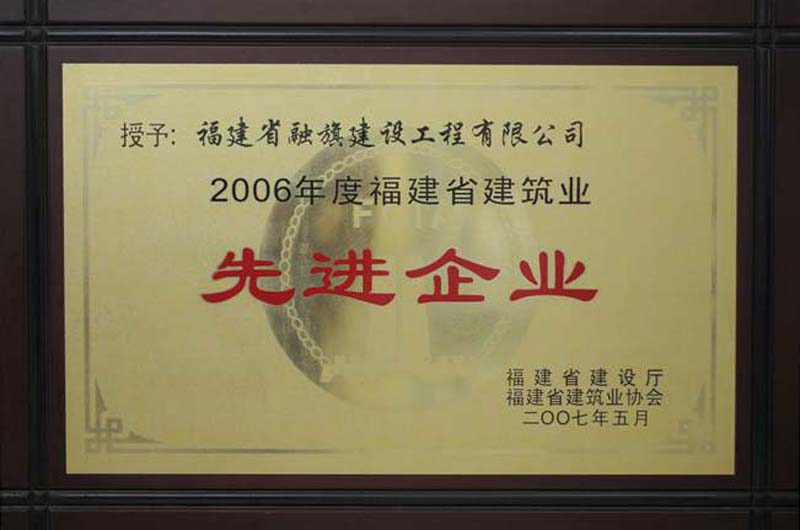 授予：福建省融旗建设工程有限公司
2006年度福建省建筑业
先进企业
福建省建设厅
福建省建筑业协会
二〇〇七年五月